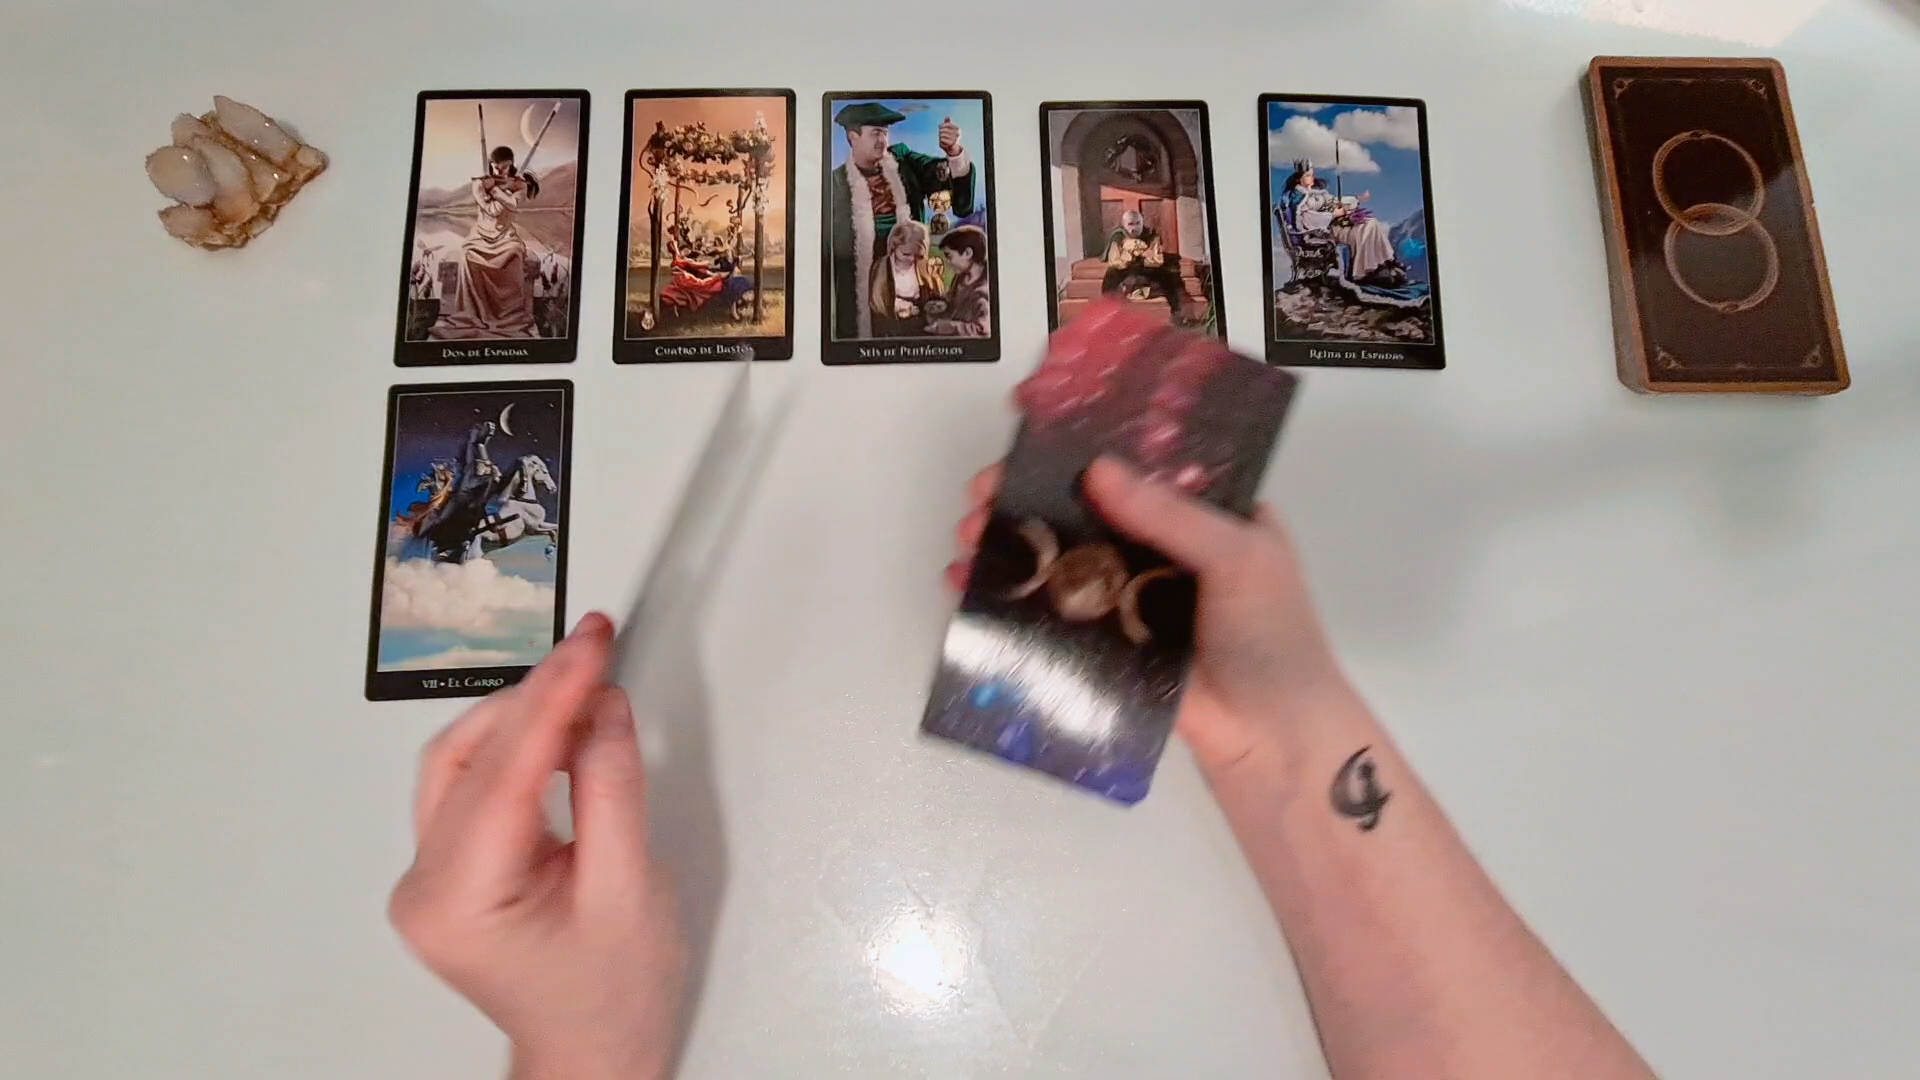 DOS DE ESPADAS
CUATRO DE BASTOS
SEIS DE PENTÁCULOS
REINA DE ESPADAS
VII • EL CARRO